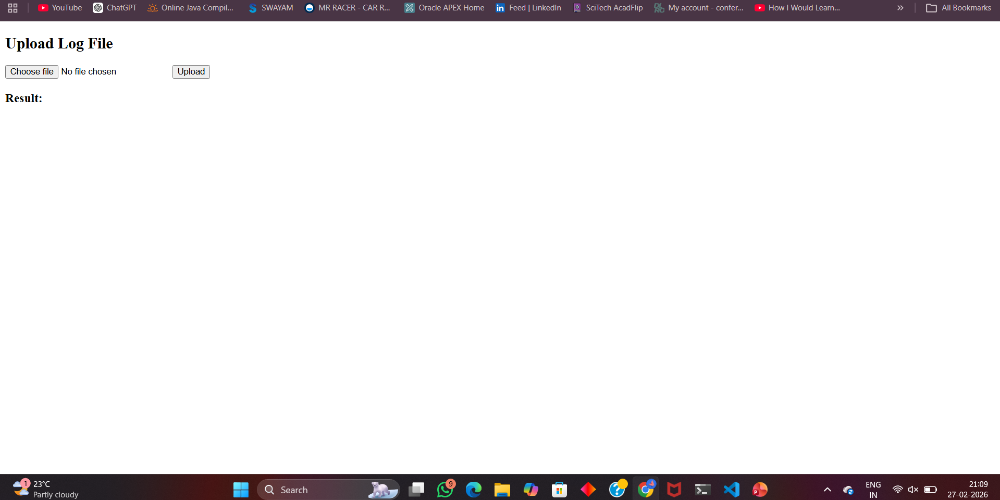 YouTube ChatGPT Online Java Compil... SWAYAM MR RACER - CAR R... Oracle APEX Home Feed | LinkedIn SciTech AcadFlip My account - confer... How I Would Learn... All Bookmarks
Upload Log File
Choose file No file chosen Upload
Result:
1 23°C
Partly cloudy
Search
9
ENG
IN
21:09
27-02-2026